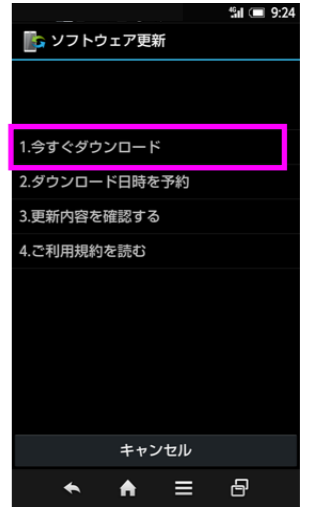 4G 9:24
ソフトウェア更新
1.今すぐダウンロード
2.ダウンロード日時を予約
3.更新内容を確認する
4.ご利用規約を読む
キャンセル